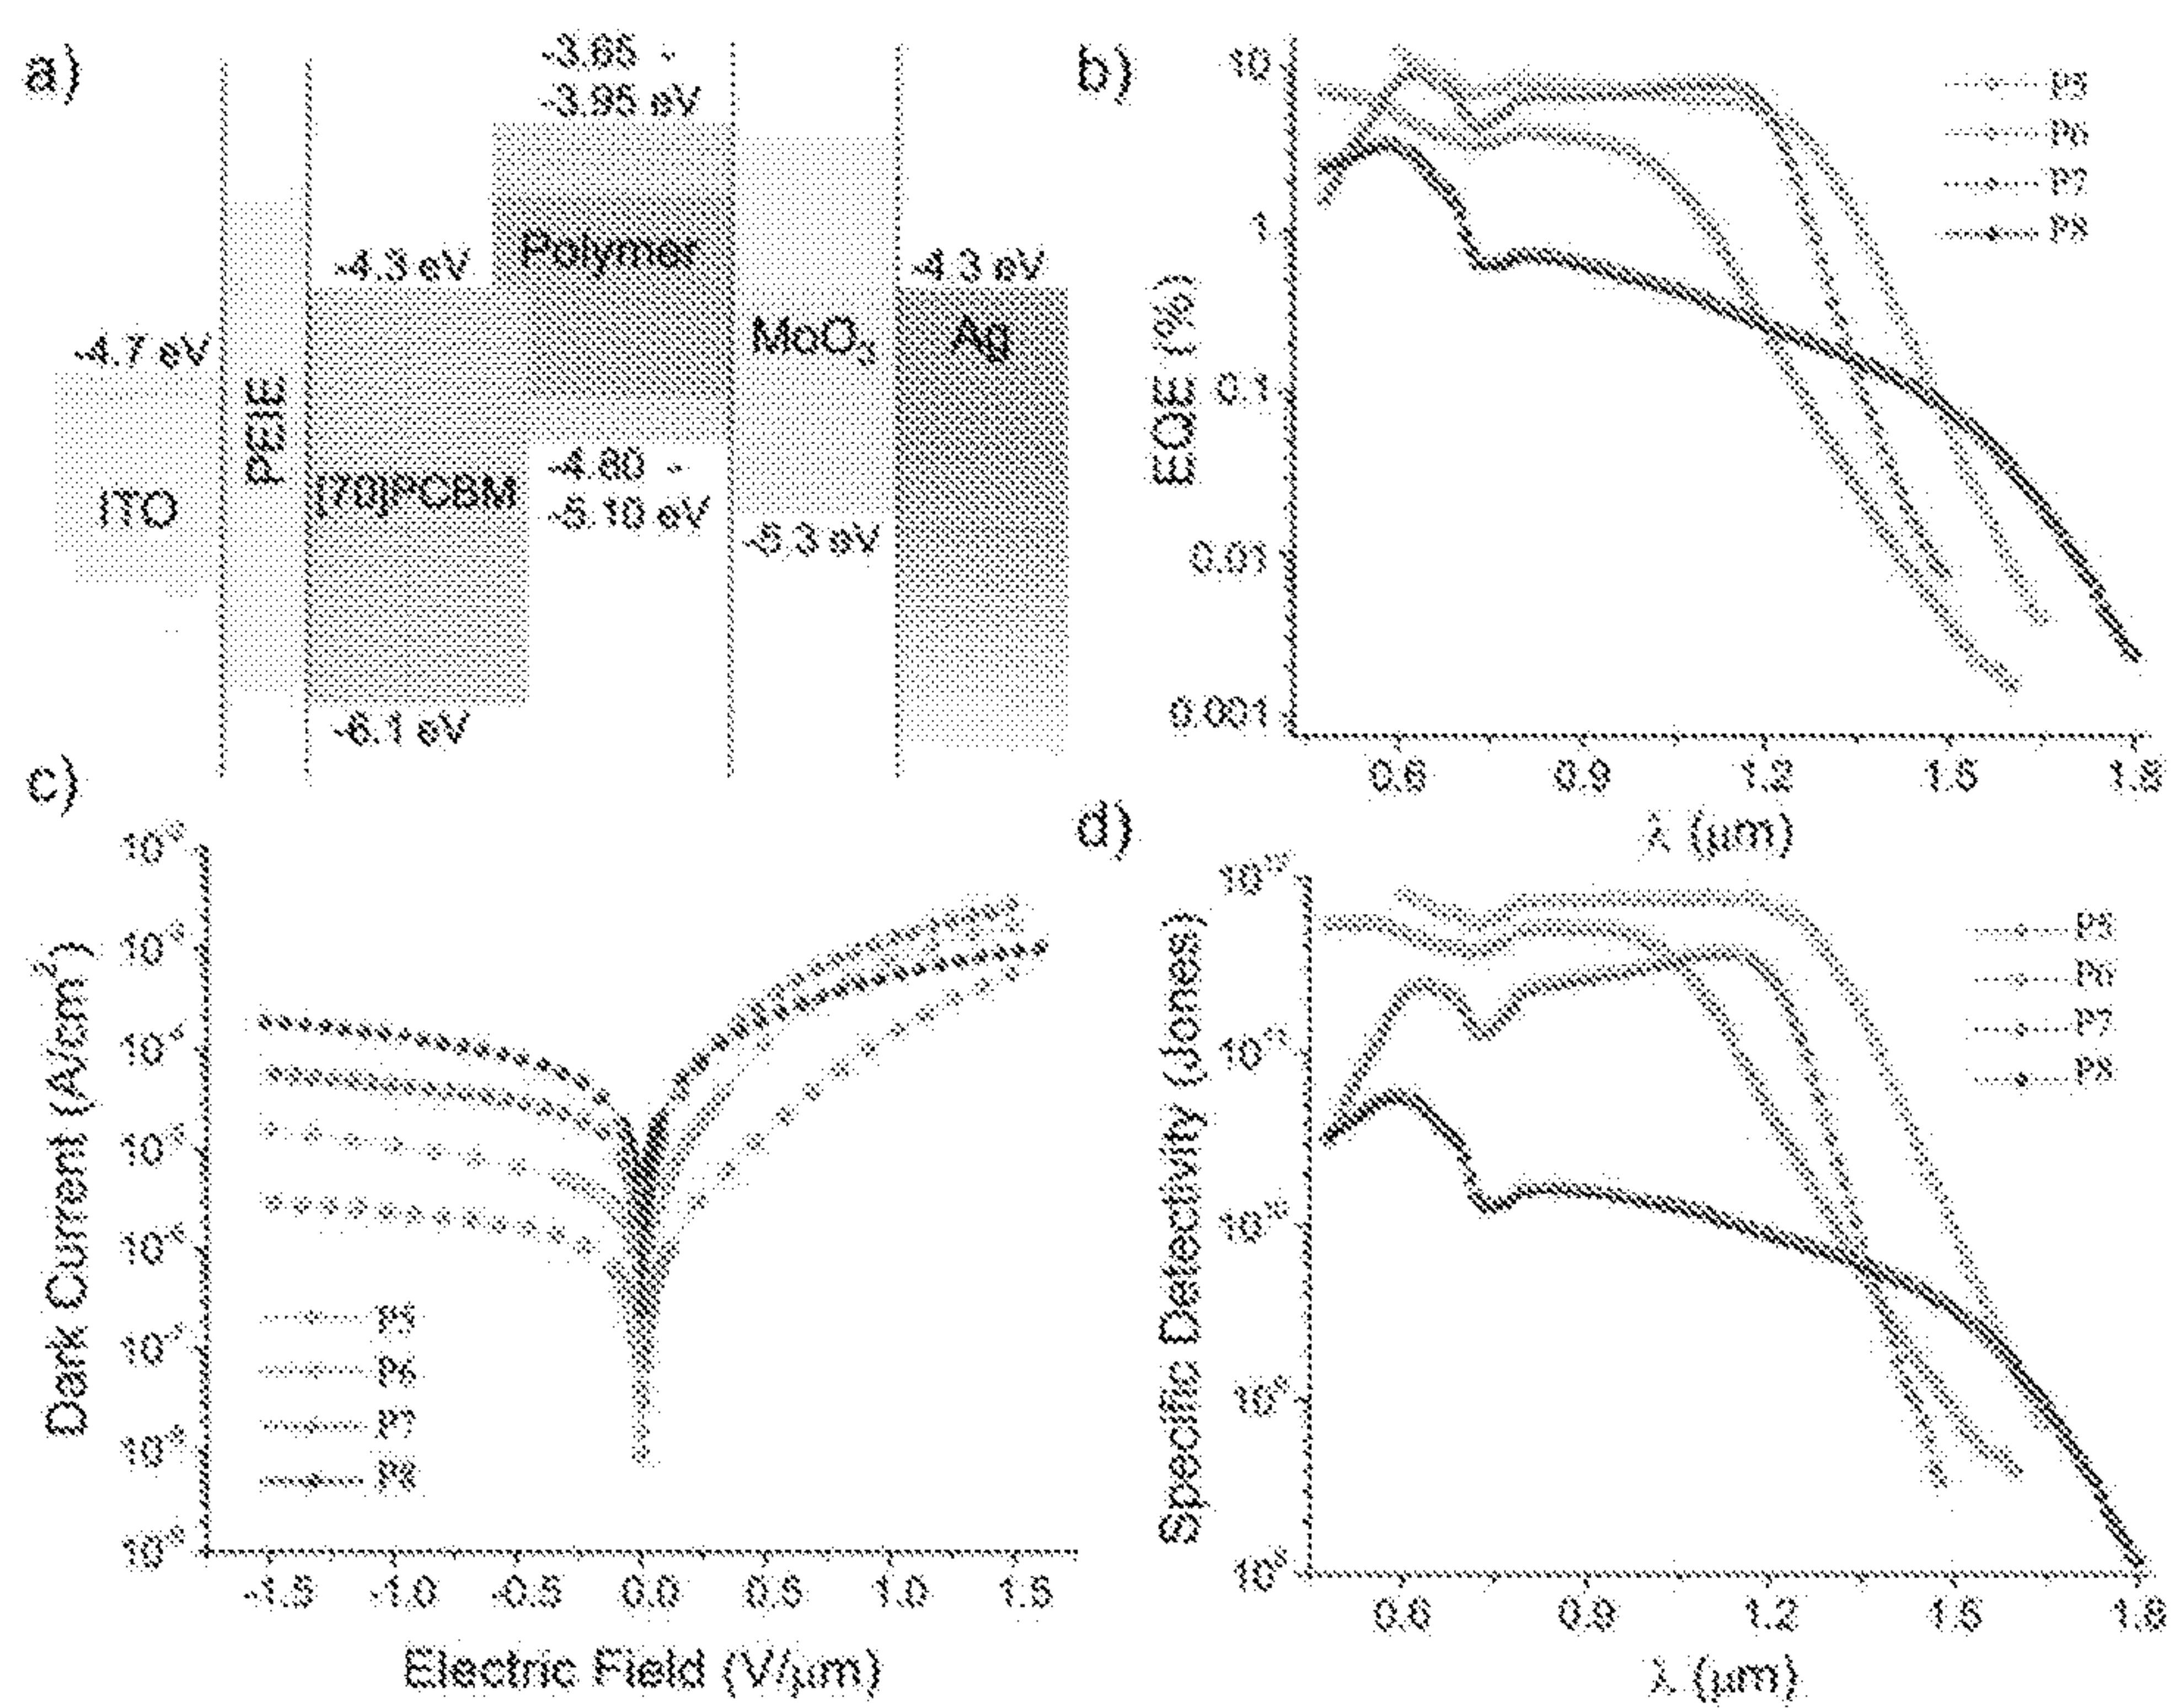 a)
-3.65 -
-3.95 eV
-4.3 eV
Polymer
-4.3 eV
-4.7 eV
MoO₃
Ag
PEIE
ITO
[70]PCBM
-4.80 -
-5.10 eV
-5.3 eV
-6.1 eV
b)
10
1
0.1
0.01
0.001
EQE (%)
P5
P6
P7
P8
0.6 0.9 1.2 1.5 1.8
λ (μm)
c)
Dark Current (A/cm²)
P5
P6
P7
P8
-1.5 -1.0 -0.5 0.0 0.5 1.0 1.5
Electric Field (V/μm)
d)
Specific Detectivity (Jones)
P5
P6
P7
P8
0.6 0.9 1.2 1.5 1.8
λ (μm)